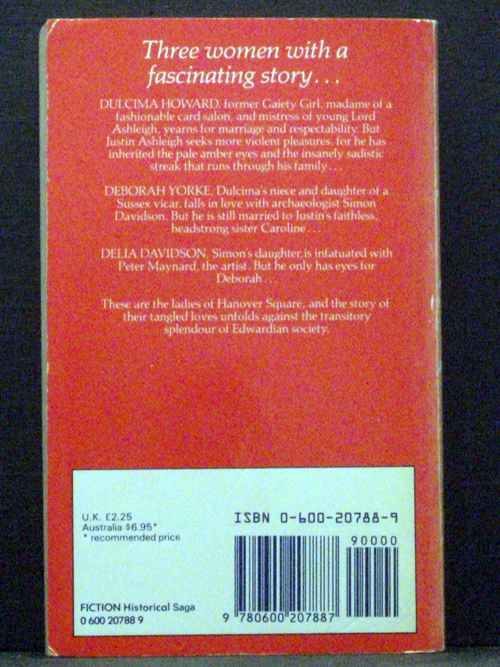 Three women with a
fascinating story...
DULCIMA HOWARD, former Gaiety Girl, madame of a
fashionable card salon, and mistress of young Lord
Ashleigh, yearns for marriage and respectability. But
Justin Ashleigh seeks more violent pleasures, for he has
inherited the pale amber eyes and the insanely sadistic
streak that runs through his family...
DEBORAH YORKE, Dulcima's niece and daughter of a
Sussex vicar, falls in love with archaeologist Simon
Davidson. But he is still married to Justin's faithless,
headstrong sister Caroline...
DELIA DAVIDSON, Simon's daughter, is infatuated with
Peter Maynard, the artist. But he only has eyes for
Deborah...
These are the ladies of Hanover Square, and the story of
their tangled loves unfolds against the transitory
splendour of Edwardian society.
U.K. £2.25
Australia $6.95*
* recommended price
ISBN 0-600-20788-9
90000
FICTION Historical Saga
0 600 20788 9
9 780600 207887